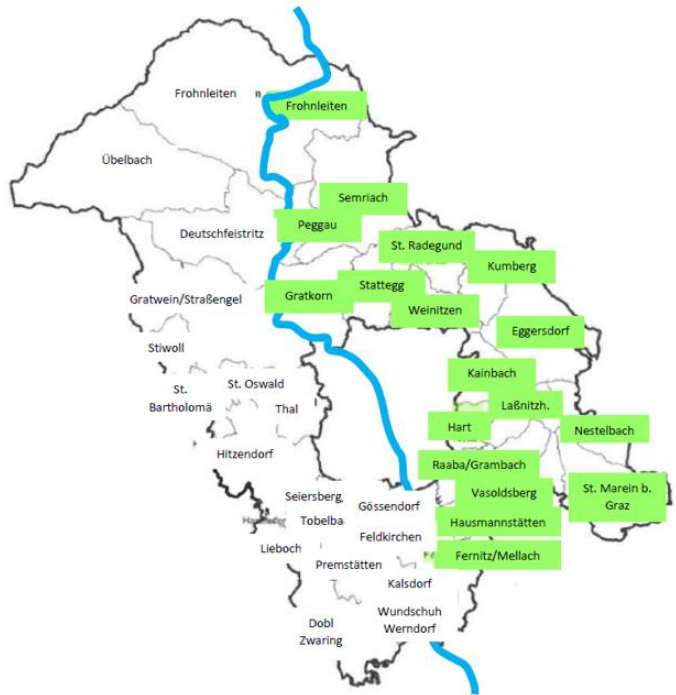 Frohnleiten
Frohnleiten
Übelbach
Semriach
Peggau
Deutschfeistritz
St. Radegund
Kumberg
Stattegg
Gratwein/Straßengel
Gratkorn
Weinitzen
Eggersdorf
Stiwoll
Kainbach
St.
Bartholomä
St. Oswald
Thal
Laßnitzh.
Hart
Nestelbach
Hitzendorf
Raaba/Grambach
Vasoldsberg
St. Marein b.
Graz
Seiersberg,
Gössendorf
Tobelba
Hausmannstätten
Feldkirchen
Lieboch
Fernitz/Mellach
Premstätten
Kalsdorf
Wundschuh
Werndorf
Dobl
Zwaring